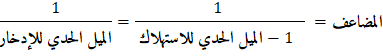 المضاعف = 1 / (1 − الميل الحدي للاستهلاك) = 1 / الميل الحدي للإدخار